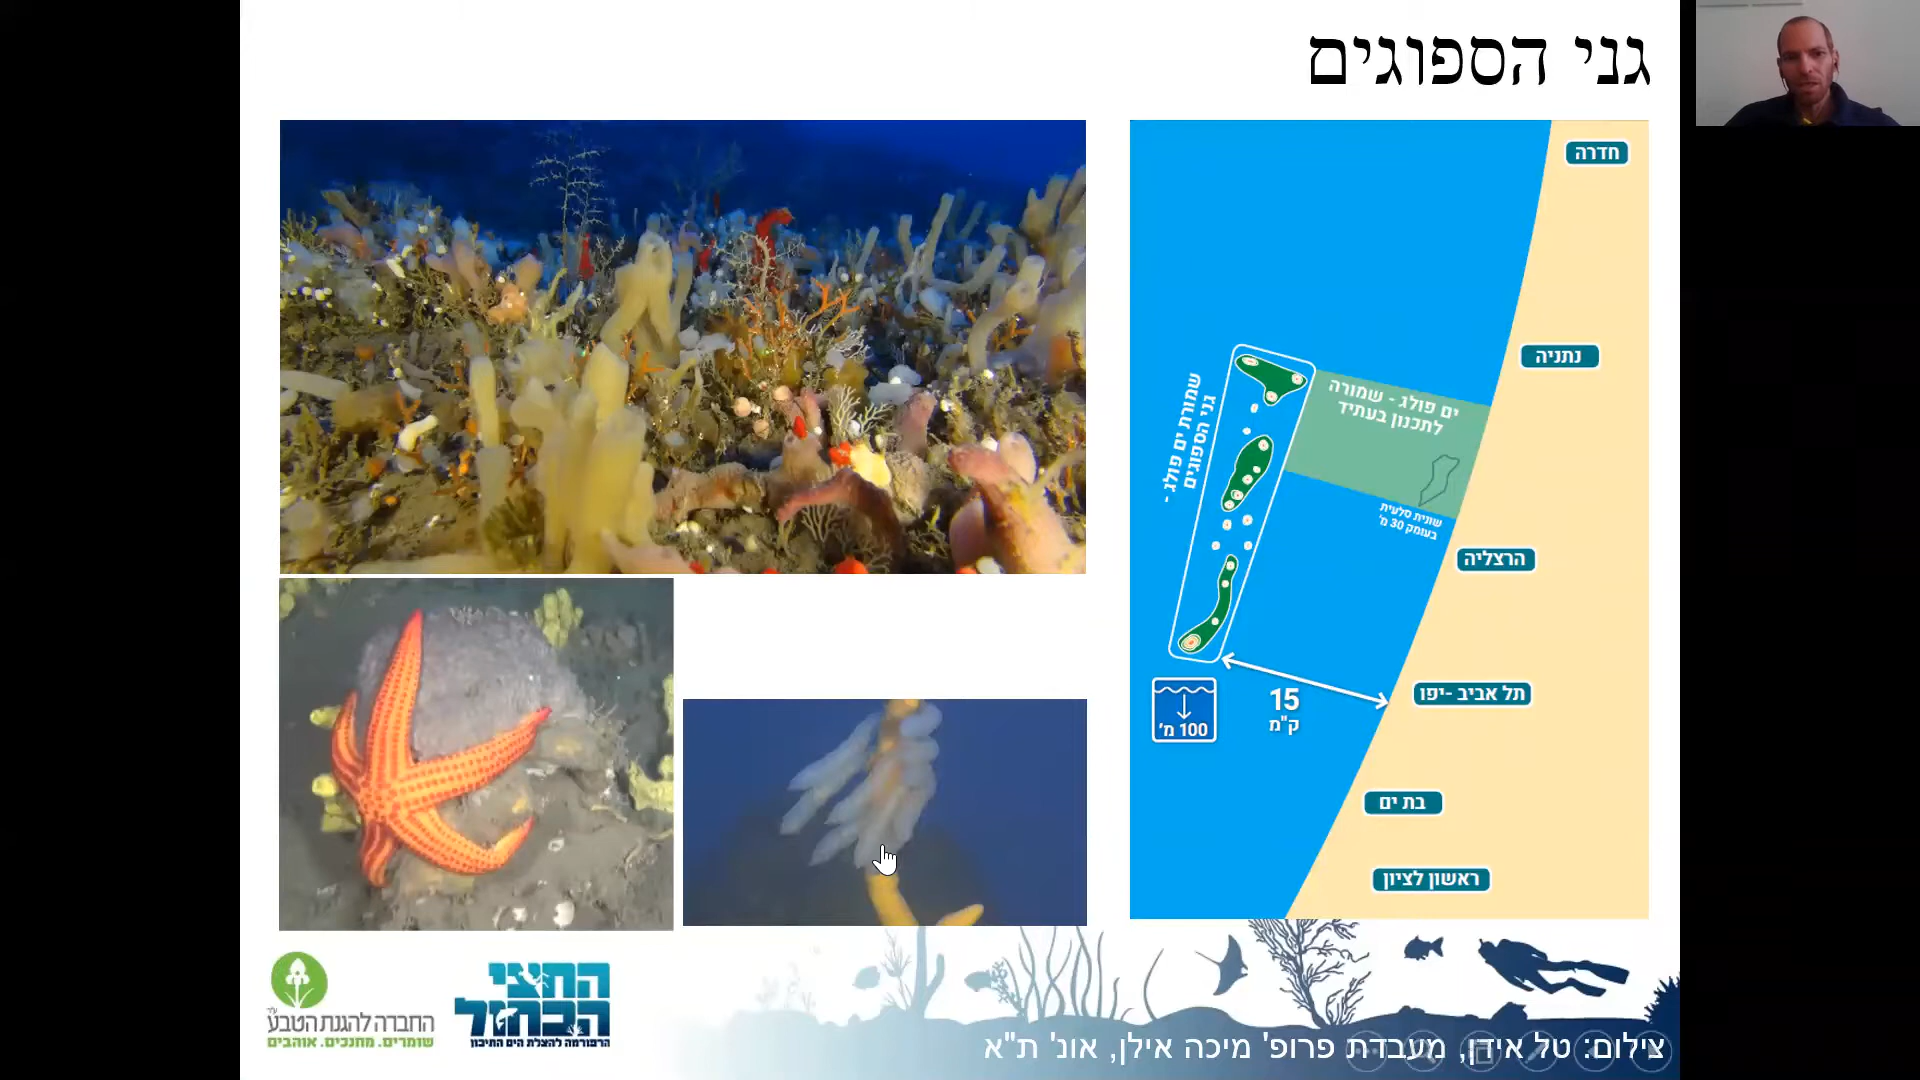 גני הספוגים
חדרה
נתניה
ים פולג - שמורה
לתכנון בעתיד
שמורת ים פולג -
גני הספוגים
שונית סלעית
בעומק 30 מ'
הרצליה
תל אביב -יפו
15
ק"מ
100 מ'
בת ים
ראשון לציון
החברה להגנת הטבע
שומרים. מחנכים. אוהבים.
החצי
הכחול
הרפורמה להצלת הים התיכון
צילום: טל אידן, מעבדת פרופ' מיכה אילן, אונ' ת"א